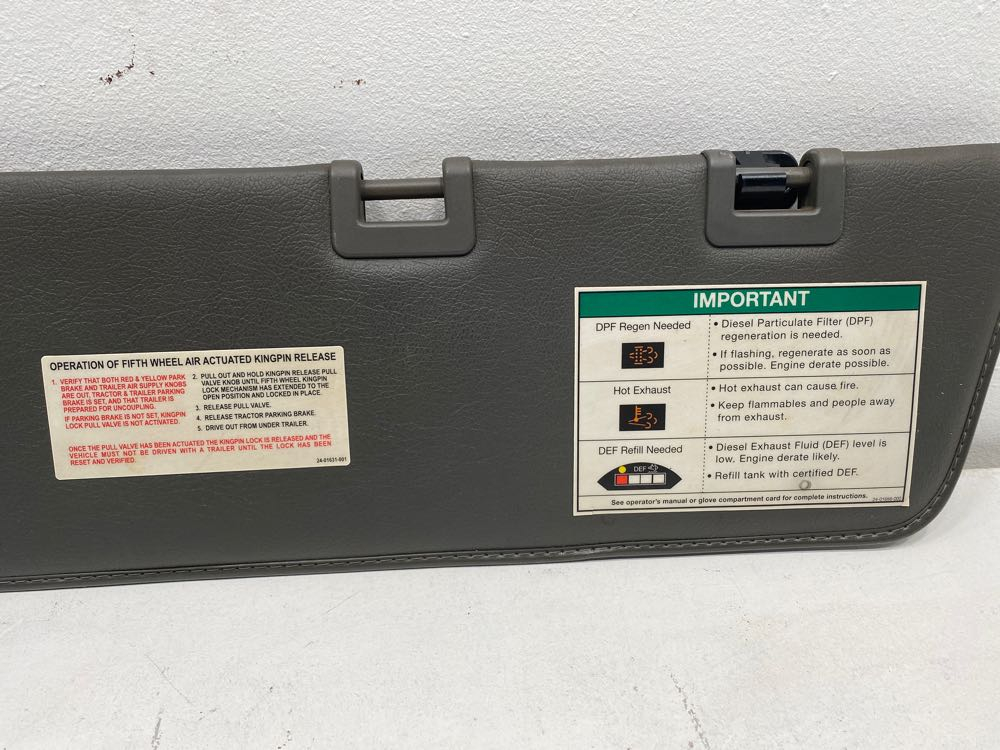 OPERATION OF FIFTH WHEEL AIR ACTUATED KINGPIN RELEASE
1. VERIFY THAT BOTH RED & YELLOW PARK
BRAKE AND TRAILER AIR SUPPLY KNOBS
ARE OUT, TRACTOR & TRAILER PARKING
BRAKE IS SET, AND THAT TRAILER IS
PREPARED FOR UNCOUPLING.
IF PARKING BRAKE IS NOT SET, KINGPIN
LOCK PULL VALVE IS NOT ACTIVATED.
2. PULL OUT AND HOLD KINGPIN RELEASE PULL
VALVE KNOB UNTIL FIFTH WHEEL KINGPIN
LOCK MECHANISM HAS EXTENDED TO THE
OPEN POSITION AND LOCKED IN PLACE.
3. RELEASE PULL VALVE.
4. RELEASE TRACTOR PARKING BRAKE.
5. DRIVE OUT FROM UNDER TRAILER.
ONCE THE PULL VALVE HAS BEEN ACTUATED THE KINGPIN LOCK IS RELEASED AND THE
VEHICLE MUST NOT BE DRIVEN WITH A TRAILER UNTIL THE LOCK HAS BEEN
RESET AND VERIFIED.
24-01631-001
IMPORTANT
DPF Regen Needed
• Diesel Particulate Filter (DPF)
regeneration is needed.
• If flashing, regenerate as soon as
possible. Engine derate possible.
Hot Exhaust
• Hot exhaust can cause fire.
• Keep flammables and people away
from exhaust.
DEF Refill Needed
DEF
• Diesel Exhaust Fluid (DEF) level is
low. Engine derate likely.
• Refill tank with certified DEF.
See operator's manual or glove compartment card for complete instructions.